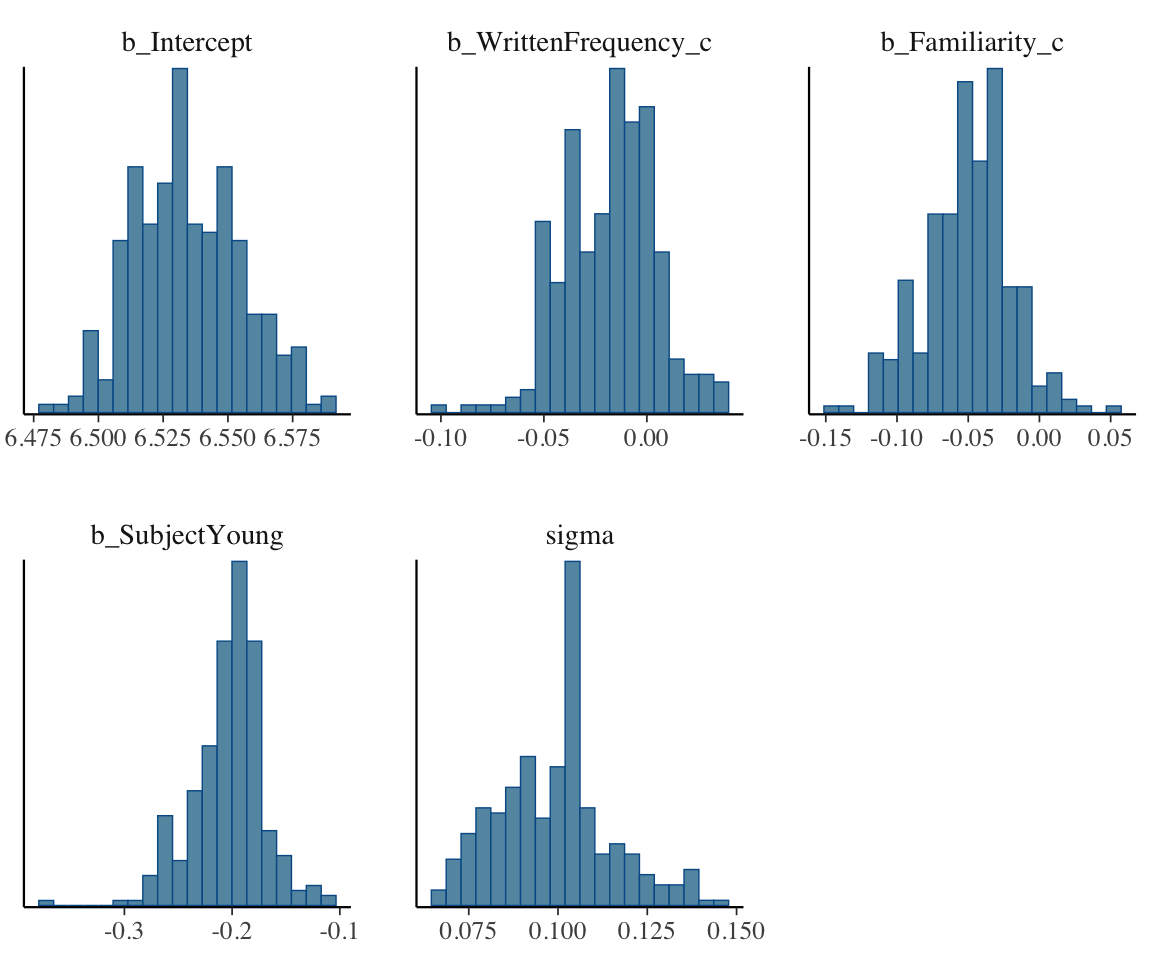 b_Intercept b_WrittenFrequency_c b_Familiarity_c
6.475 6.500 6.525 6.550 6.575 -0.10 -0.05 0.00 -0.15 -0.10 -0.05 0.00 0.05
b_SubjectYoung sigma
-0.3 -0.2 -0.1 0.075 0.100 0.125 0.150